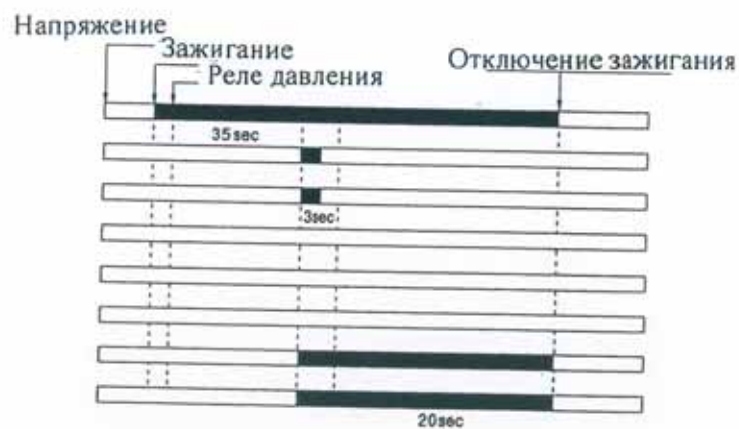 Напряжение
Зажигание
Реле давления
Отключение зажигания
35sec
3sec
20sec